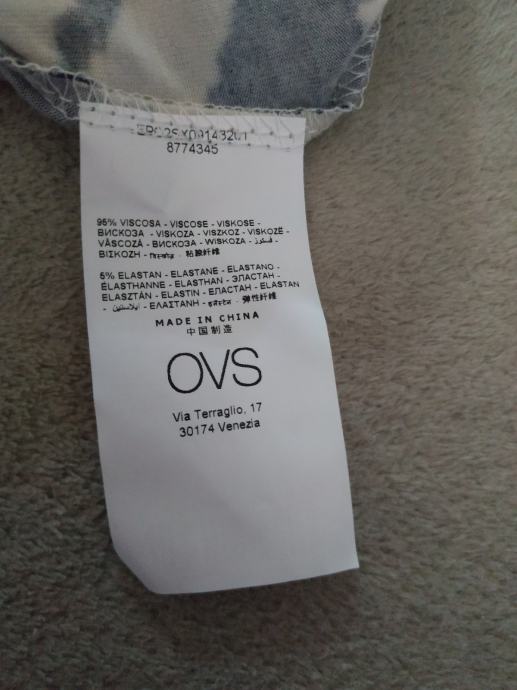 8774345
95% VISCOSA - VISCOSE - VISKOSE -
ВИСКОЗА - VISKOZA - VISZKOZ - VISKOZĖ -
VÂSCOZĂ - ВИСКОЗА - WISKOZA - فسكوز -
ΒΙΣΚΟΖΗ - - 粘胶纤维
5% ELASTAN - ELASTANE - ELASTANO -
ÉLASTHANNE - ELASTHAN - ЭЛАСТАН -
ELASZTÁN - ELASTIN - ЕЛАСТАН - ELASTAN
- - ΕΛΑΣΤΑΝΗ - - 弹性纤维
MADE IN CHINA
中国制造
OVS
Via Terraglio, 17
30174 Venezia